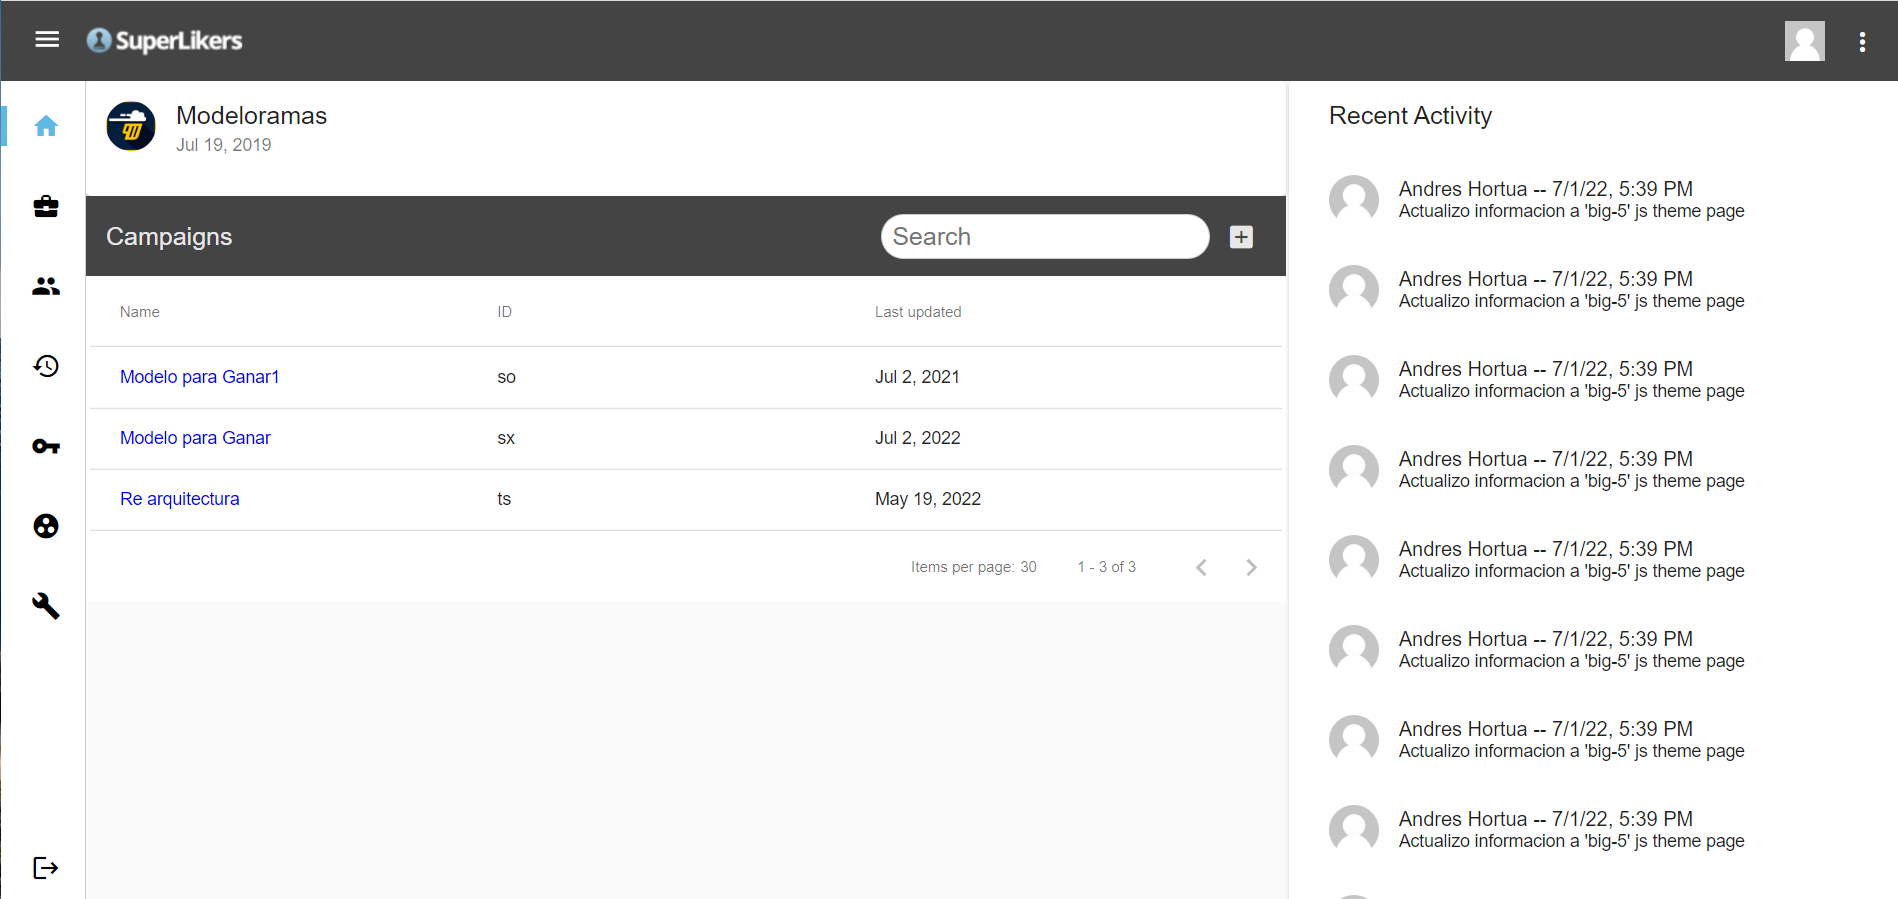 SuperLikers
Modeloramas
Jul 19, 2019
Campaigns
Search
Name ID Last updated
Modelo para Ganar1 so Jul 2, 2021
Modelo para Ganar sx Jul 2, 2022
Re arquitectura ts May 19, 2022
Items per page: 30 1 - 3 of 3
Recent Activity
Andres Hortua -- 7/1/22, 5:39 PM
Actualizo informacion a 'big-5' js theme page
Andres Hortua -- 7/1/22, 5:39 PM
Actualizo informacion a 'big-5' js theme page
Andres Hortua -- 7/1/22, 5:39 PM
Actualizo informacion a 'big-5' js theme page
Andres Hortua -- 7/1/22, 5:39 PM
Actualizo informacion a 'big-5' js theme page
Andres Hortua -- 7/1/22, 5:39 PM
Actualizo informacion a 'big-5' js theme page
Andres Hortua -- 7/1/22, 5:39 PM
Actualizo informacion a 'big-5' js theme page
Andres Hortua -- 7/1/22, 5:39 PM
Actualizo informacion a 'big-5' js theme page
Andres Hortua -- 7/1/22, 5:39 PM
Actualizo informacion a 'big-5' js theme page